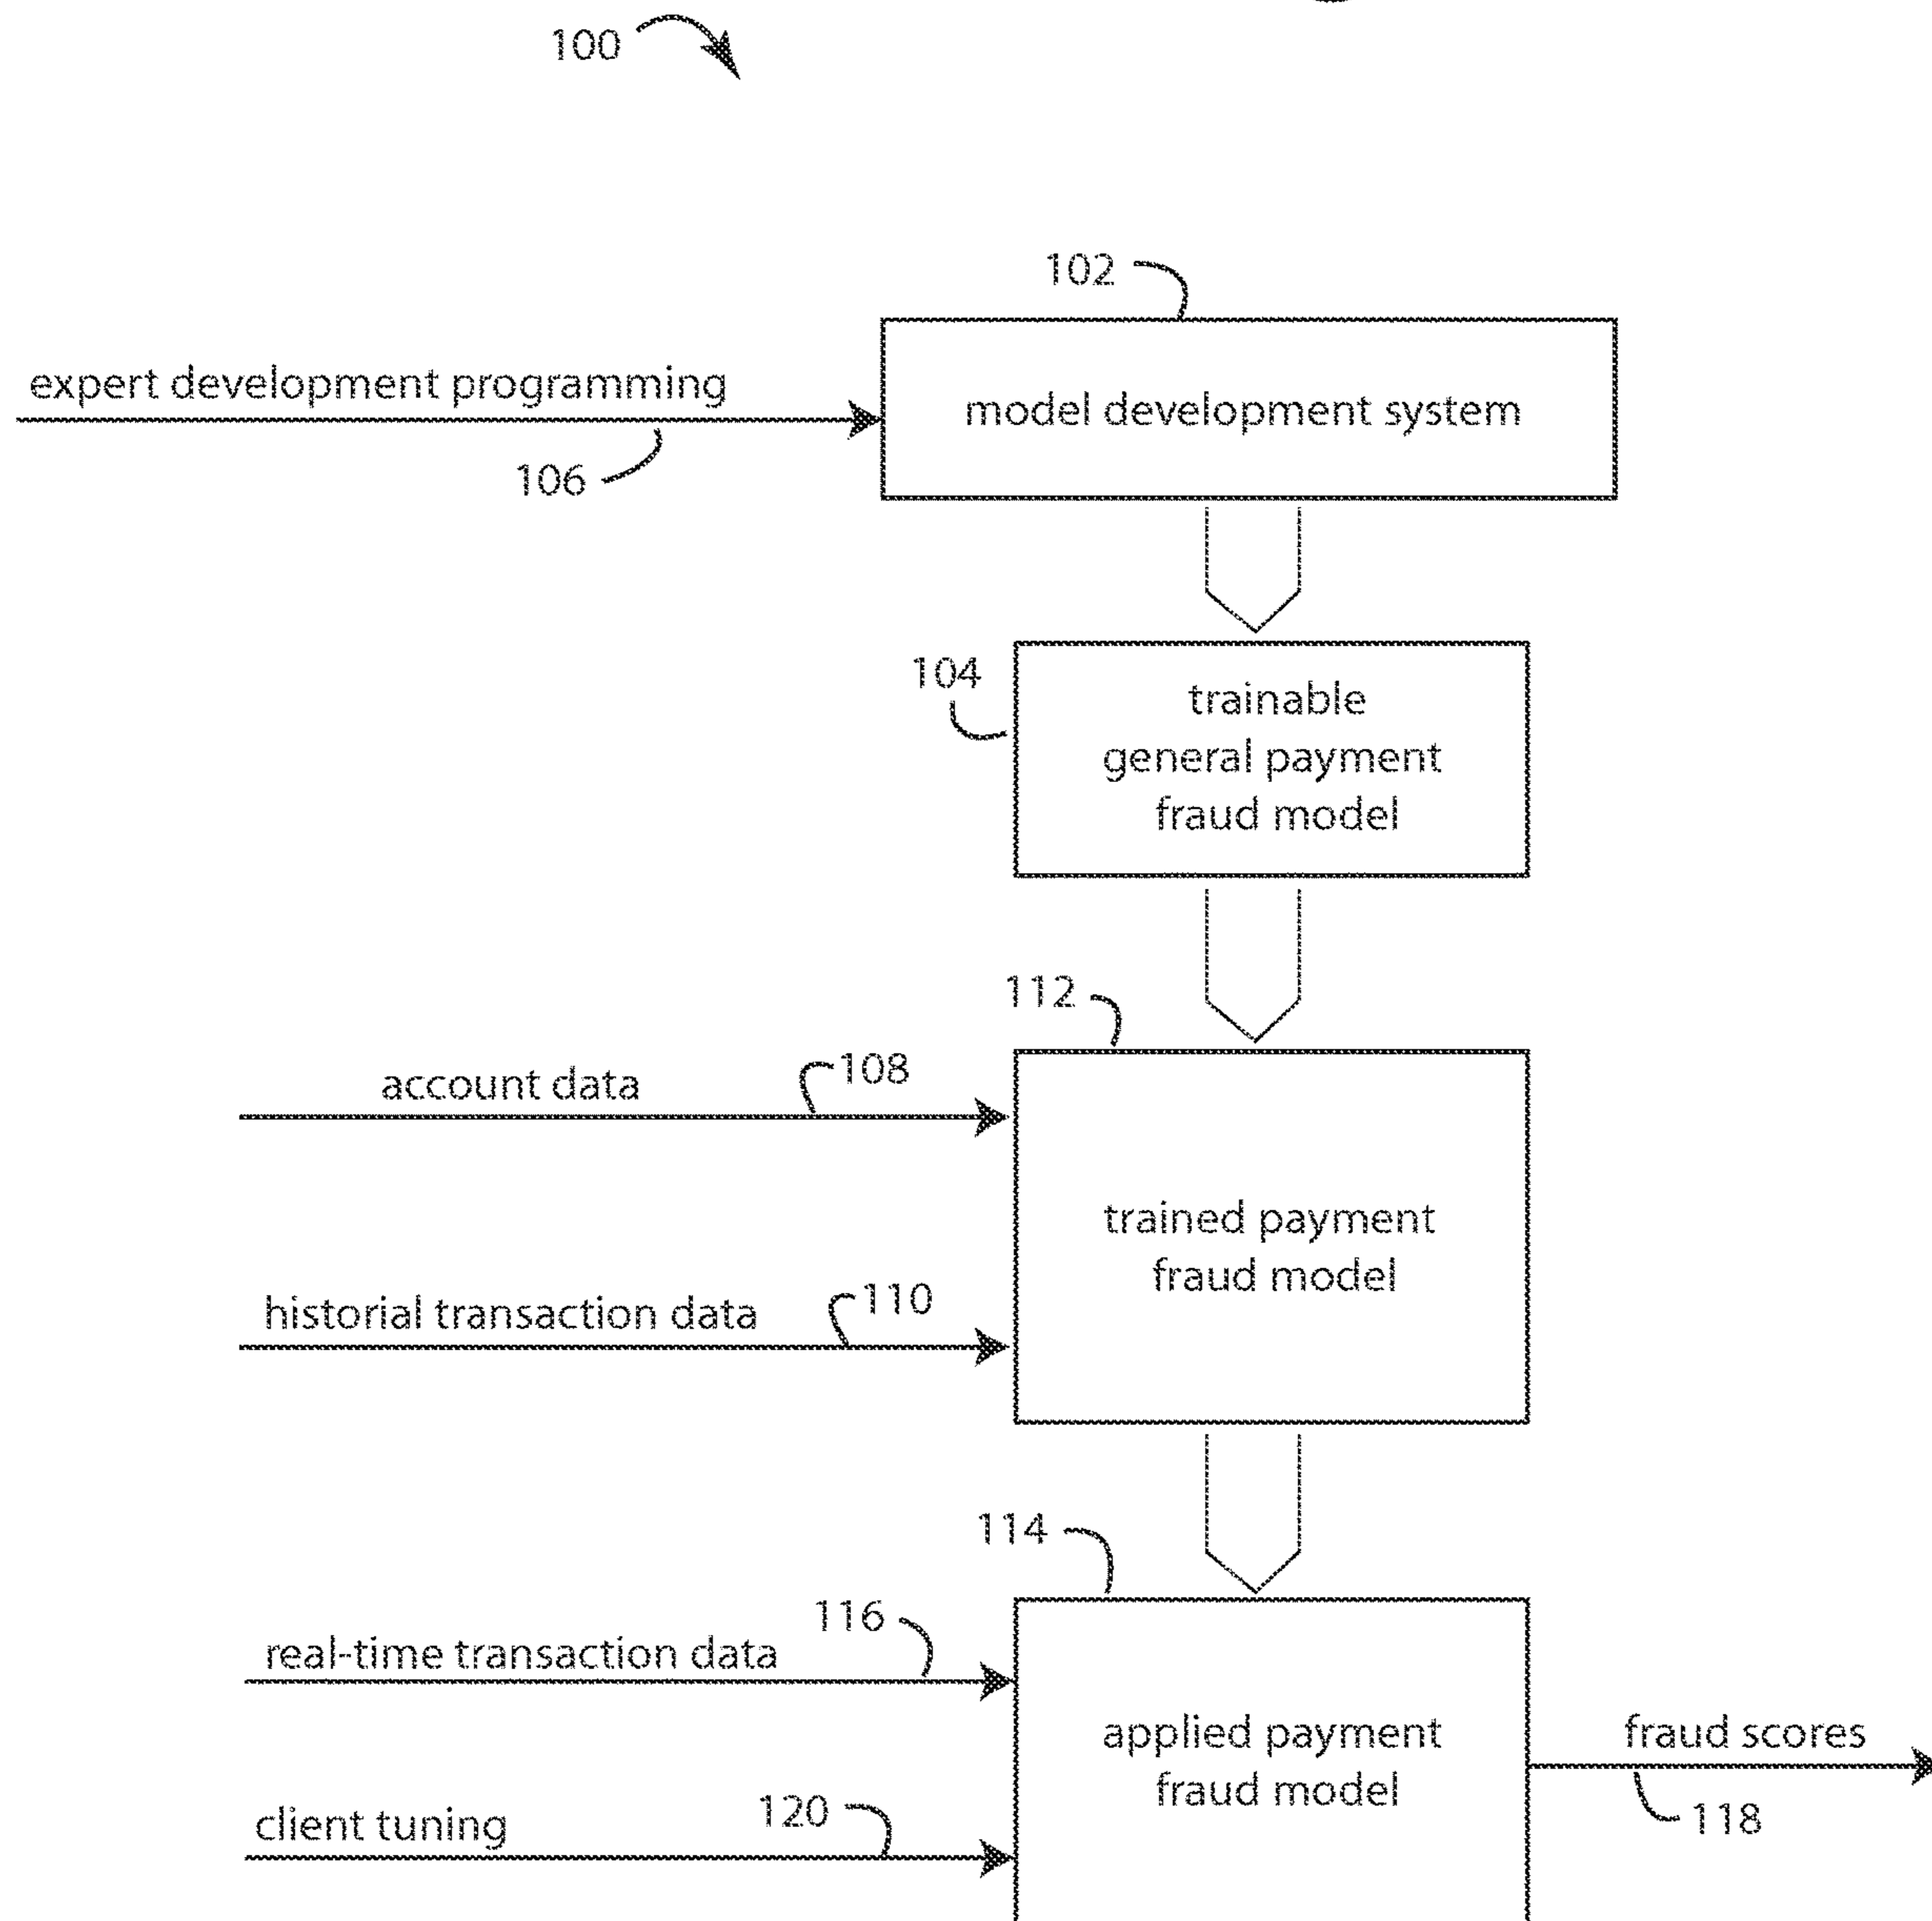 100
102
expert development programming
model development system
106
104
trainable
general payment
fraud model
112
108
account data
trained payment
fraud model
110
historial transaction data
114
116
real-time transaction data
applied payment
fraud model
fraud scores
118
120
client tuning